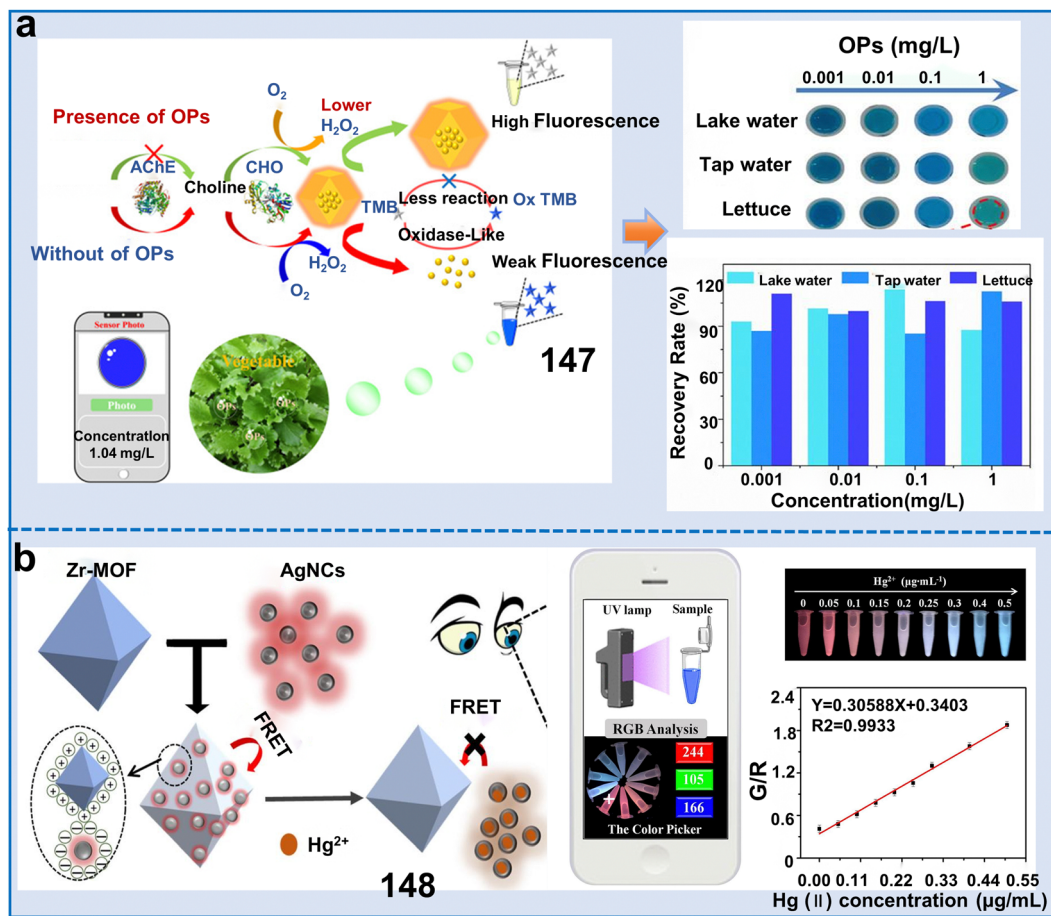 a
OPs (mg/L)
0.001 0.01 0.1 1
Lake water
Tap water
Lettuce
O2
Lower
H2O2
Presence of OPs
High Fluorescence
AChE
CHO
Choline
TMB
Less reaction
Ox TMB
Oxidase-Like
Without of OPs
H2O2
O2
Weak Fluorescence
147
Sensor Photo
Photo
Concentration
1.04 mg/L
Vegetable
OPs
OPs
OPs
Lake water Tap water Lettuce
Recovery Rate (%)
120
90
60
30
0
0.001 0.01 0.1 1
Concentration(mg/L)
b
Zr-MOF
AgNCs
FRET
FRET
Hg²⁺
148
UV lamp Sample
RGB Analysis
244
105
166
The Color Picker
Hg²⁺ (μg·mL⁻¹)
0 0.05 0.1 0.15 0.2 0.25 0.3 0.4 0.5
Y=0.30588X+0.3403
R2=0.9933
G/R
2.4
1.8
1.2
0.6
0
0.00 0.11 0.22 0.33 0.44 0.55
Hg (II) concentration (μg/mL)